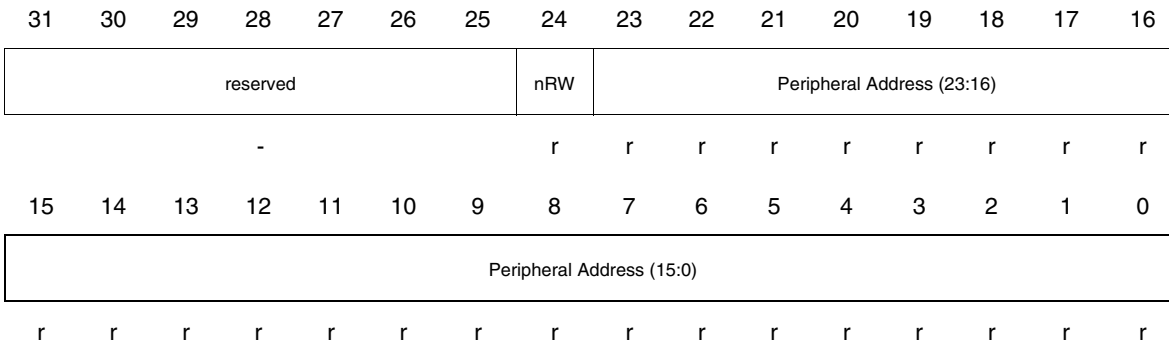 31 30 29 28 27 26 25 24 23 22 21 20 19 18 17 16
reserved nRW Peripheral Address (23:16)
- r r r r r r r r r
15 14 13 12 11 10 9 8 7 6 5 4 3 2 1 0
Peripheral Address (15:0)
r r r r r r r r r r r r r r r r